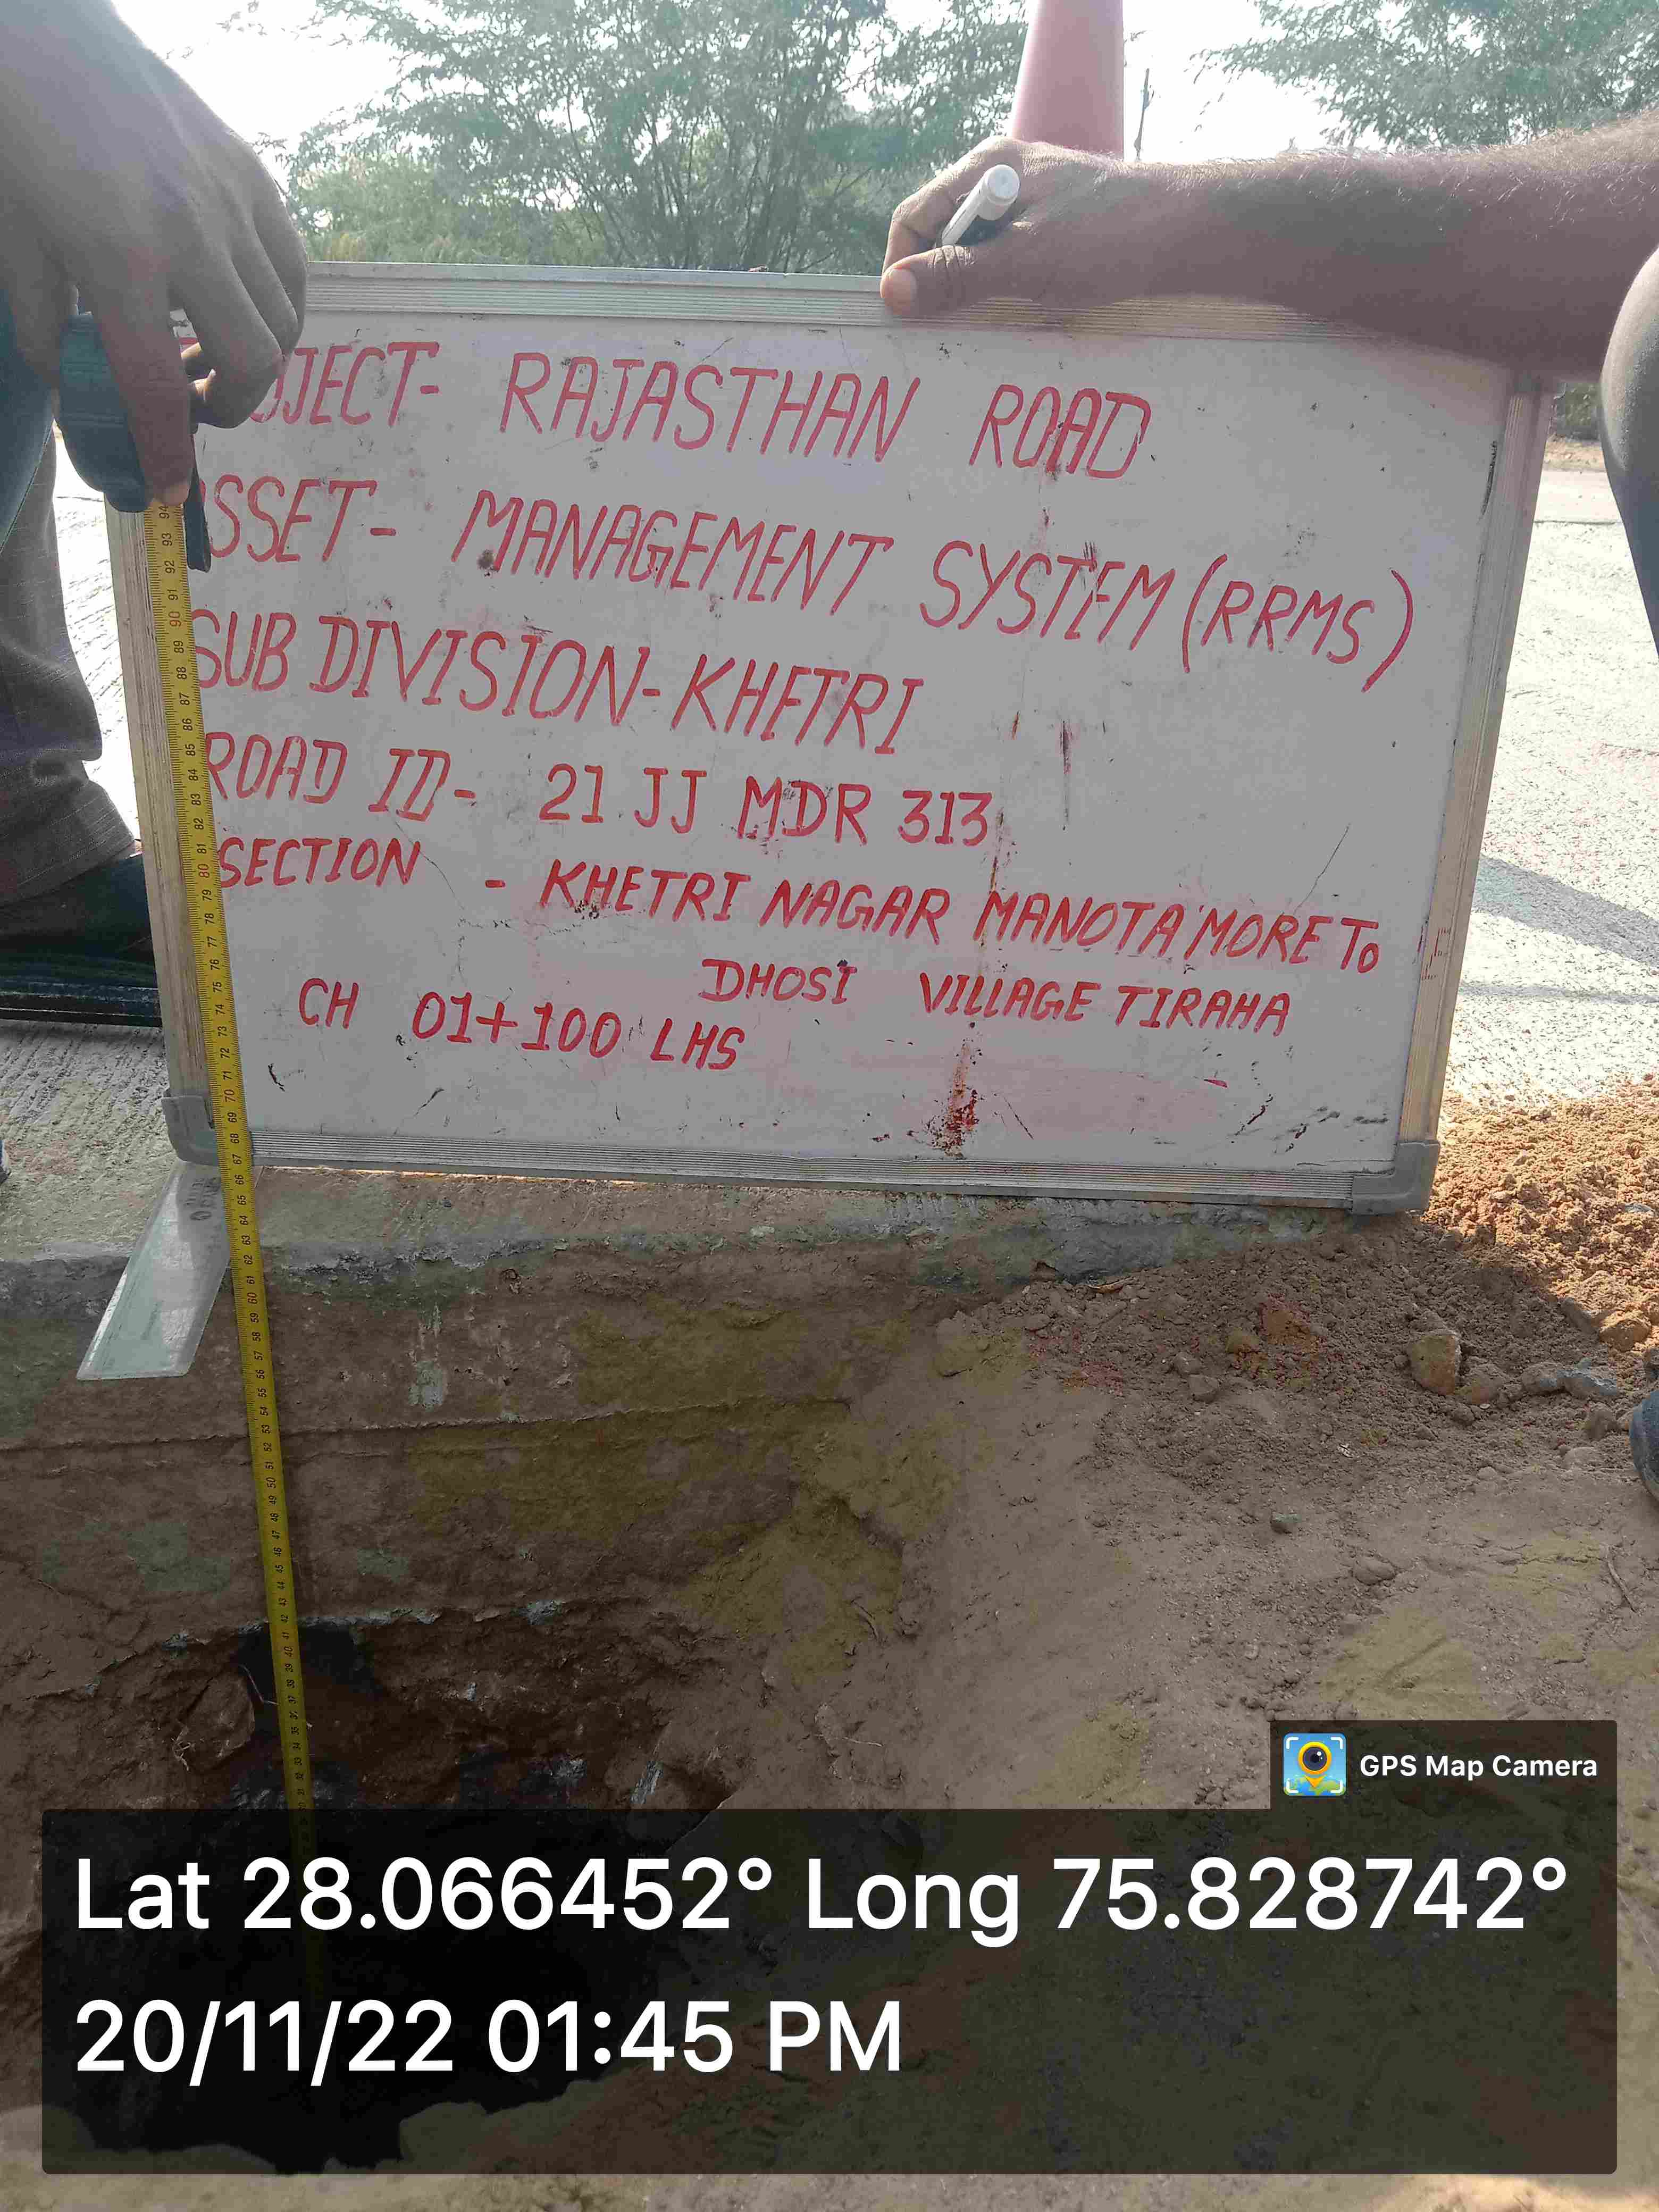 OJECT- RAJASTHAN ROAD
ASSET- MANAGEMENT SYSTEM (RRMS)
SUB DIVISION- KHETRI
ROAD ID- 21 JJ MDR 313
SECTION - KHETRI NAGAR MANOTA MORE To
DHOSI VILLAGE TIRAHA
CH 01+100 LHS
GPS Map Camera
Lat 28.066452° Long 75.828742°
20/11/22 01:45 PM